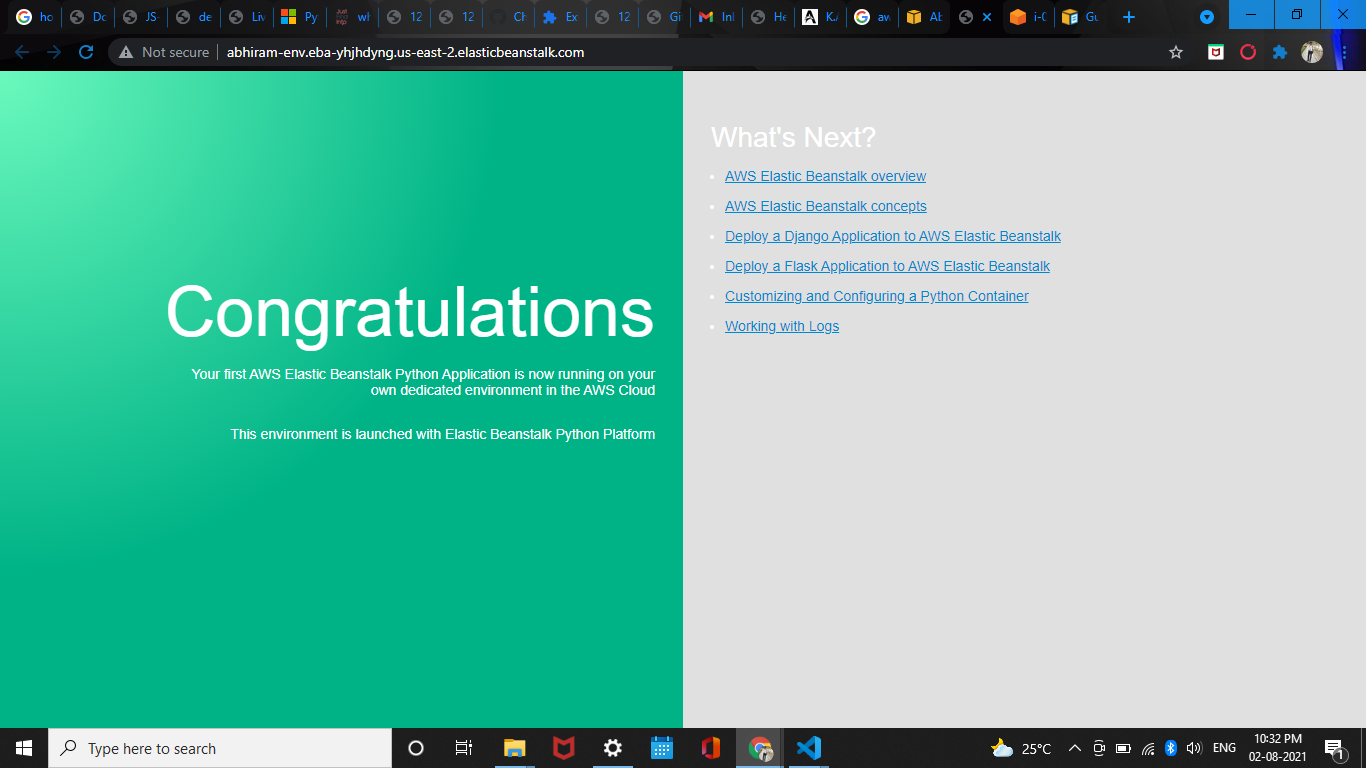 ho
Do
JS
de
Liv
Py
wh
12
12
Ch
Ex
12
Gi
Inl
He
K.A
aw
Ab
i-0
Gu
Not secure
abhiram-env.eba-yhjhdyng.us-east-2.elasticbeanstalk.com
Congratulations
Your first AWS Elastic Beanstalk Python Application is now running on your
own dedicated environment in the AWS Cloud
This environment is launched with Elastic Beanstalk Python Platform
What's Next?
AWS Elastic Beanstalk overview
AWS Elastic Beanstalk concepts
Deploy a Django Application to AWS Elastic Beanstalk
Deploy a Flask Application to AWS Elastic Beanstalk
Customizing and Configuring a Python Container
Working with Logs
Type here to search
25°C
ENG
10:32 PM
02-08-2021
1